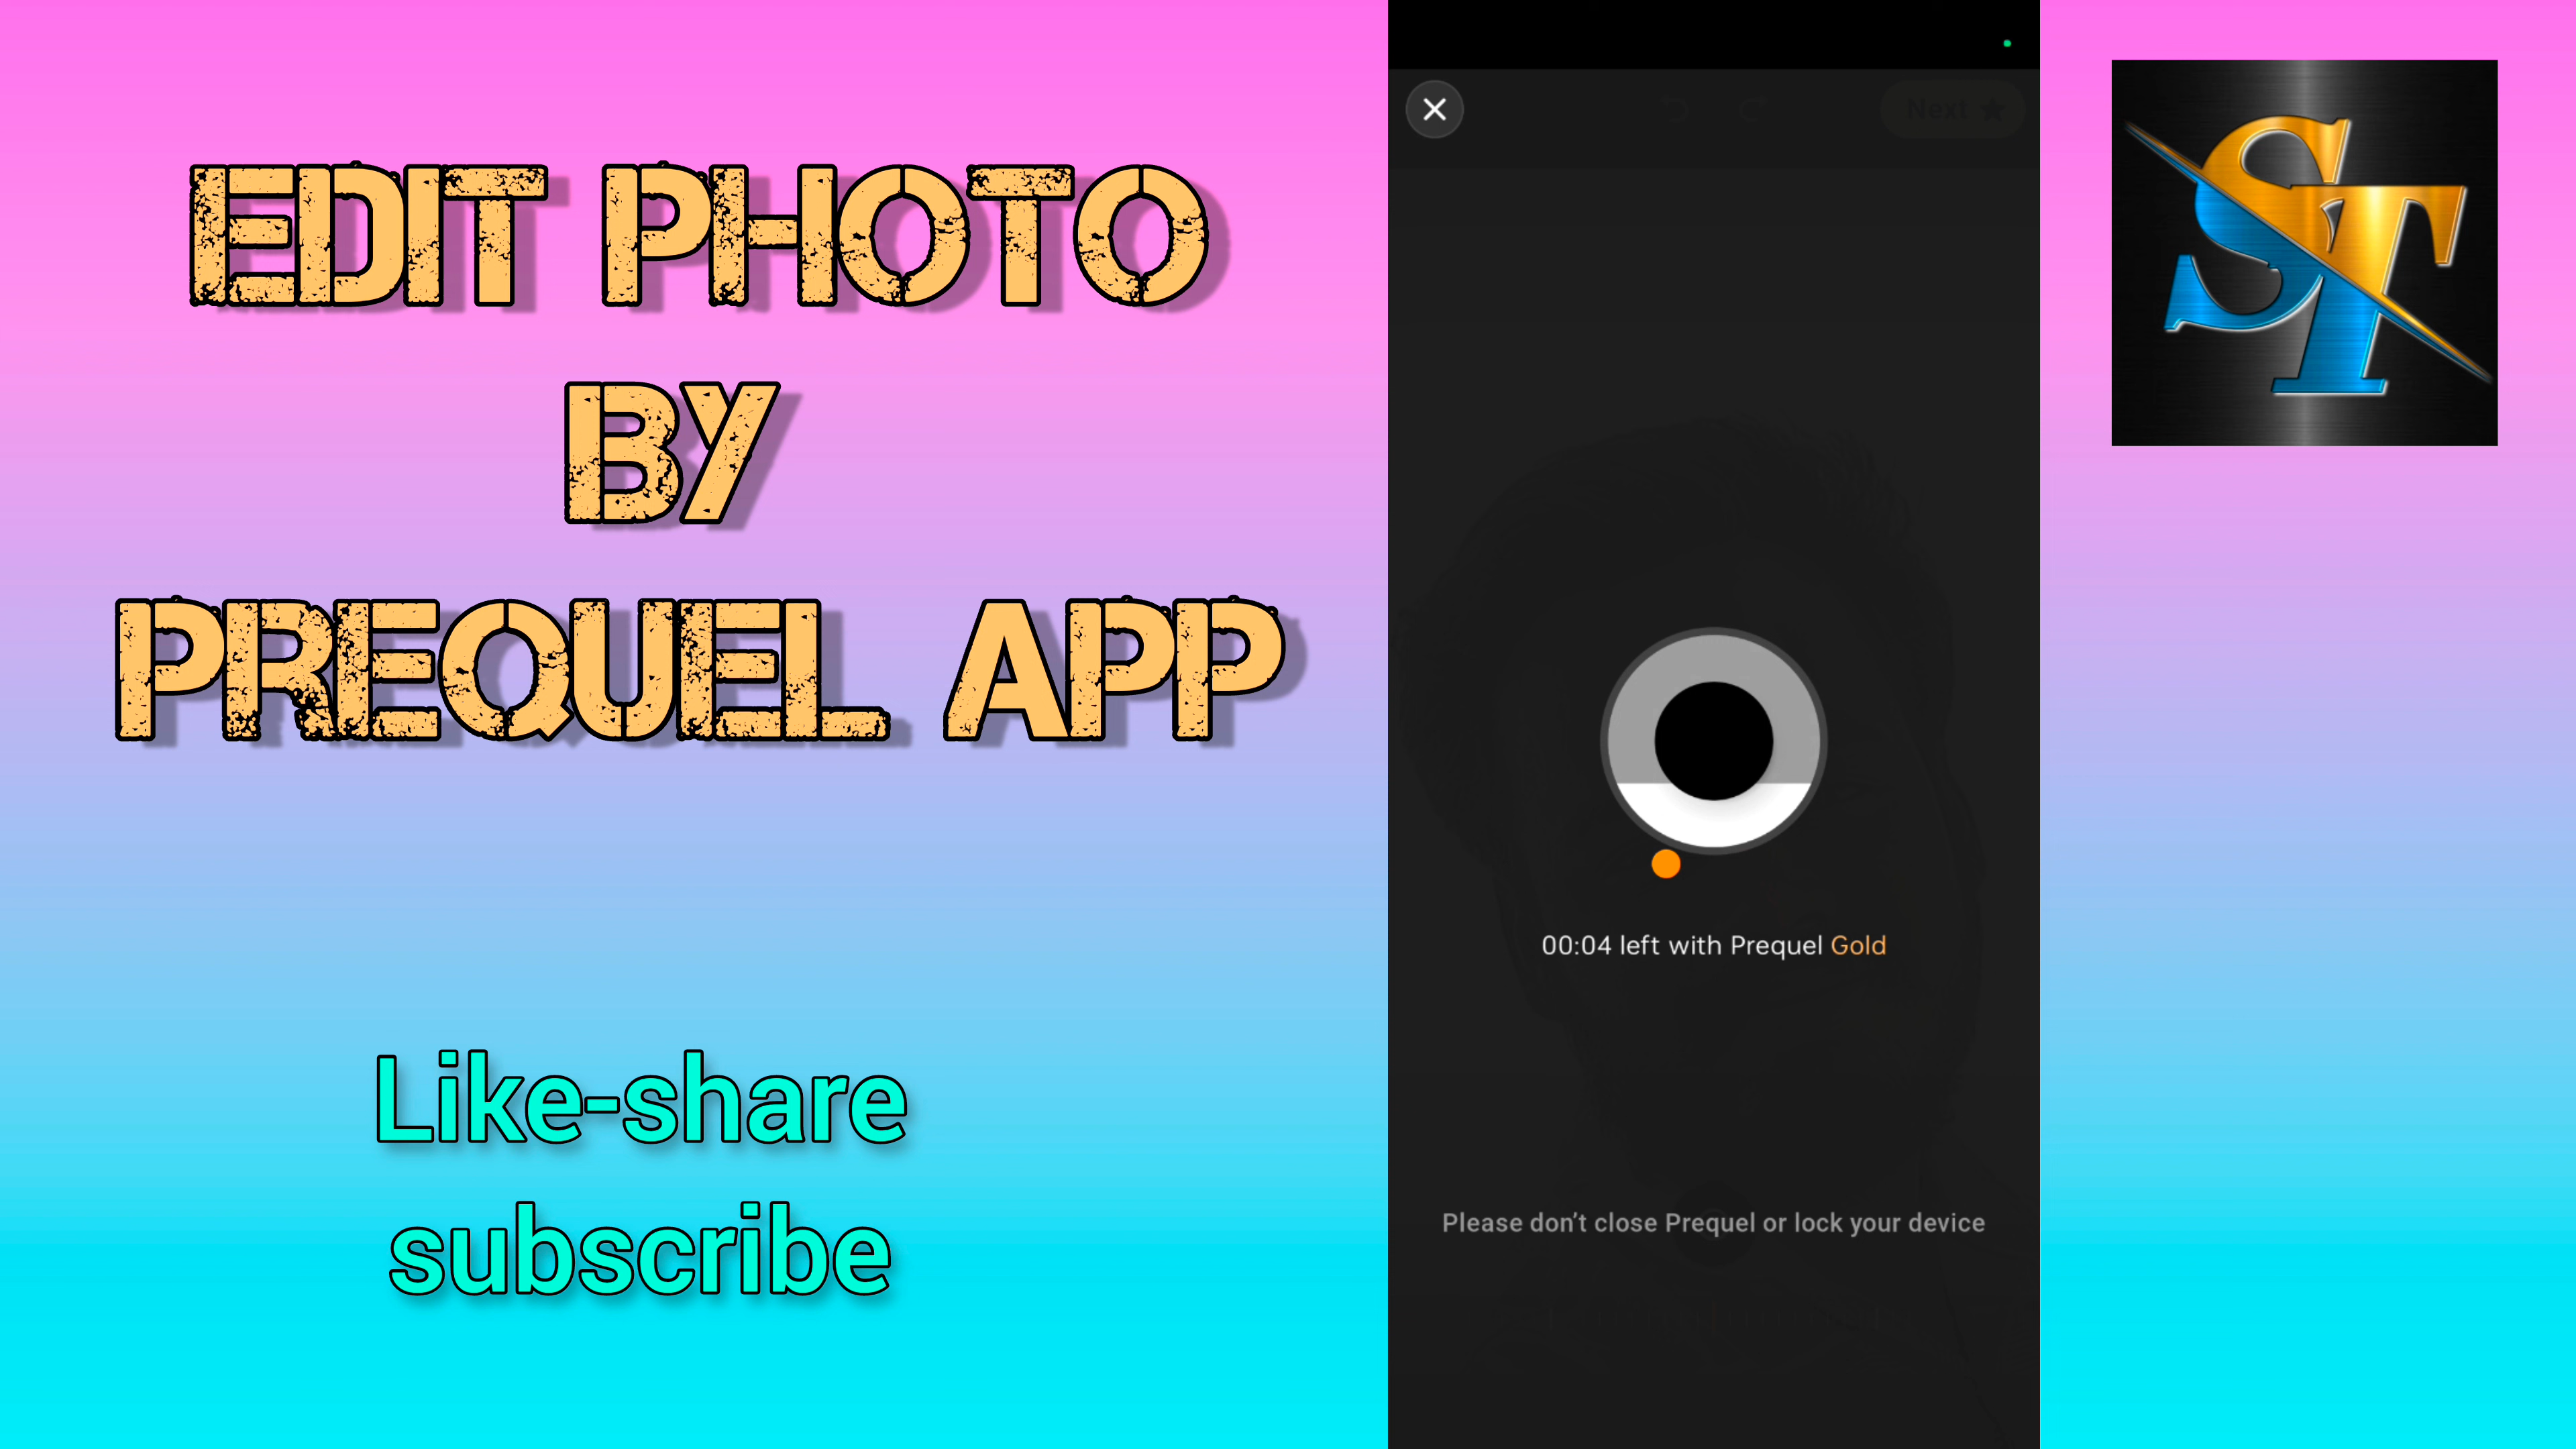 EDIT PHOTO
BY
PREQUEL APP
Like-share
subscribe
Next
00:04 left with Prequel Gold
Please don't close Prequel or lock your device
ST